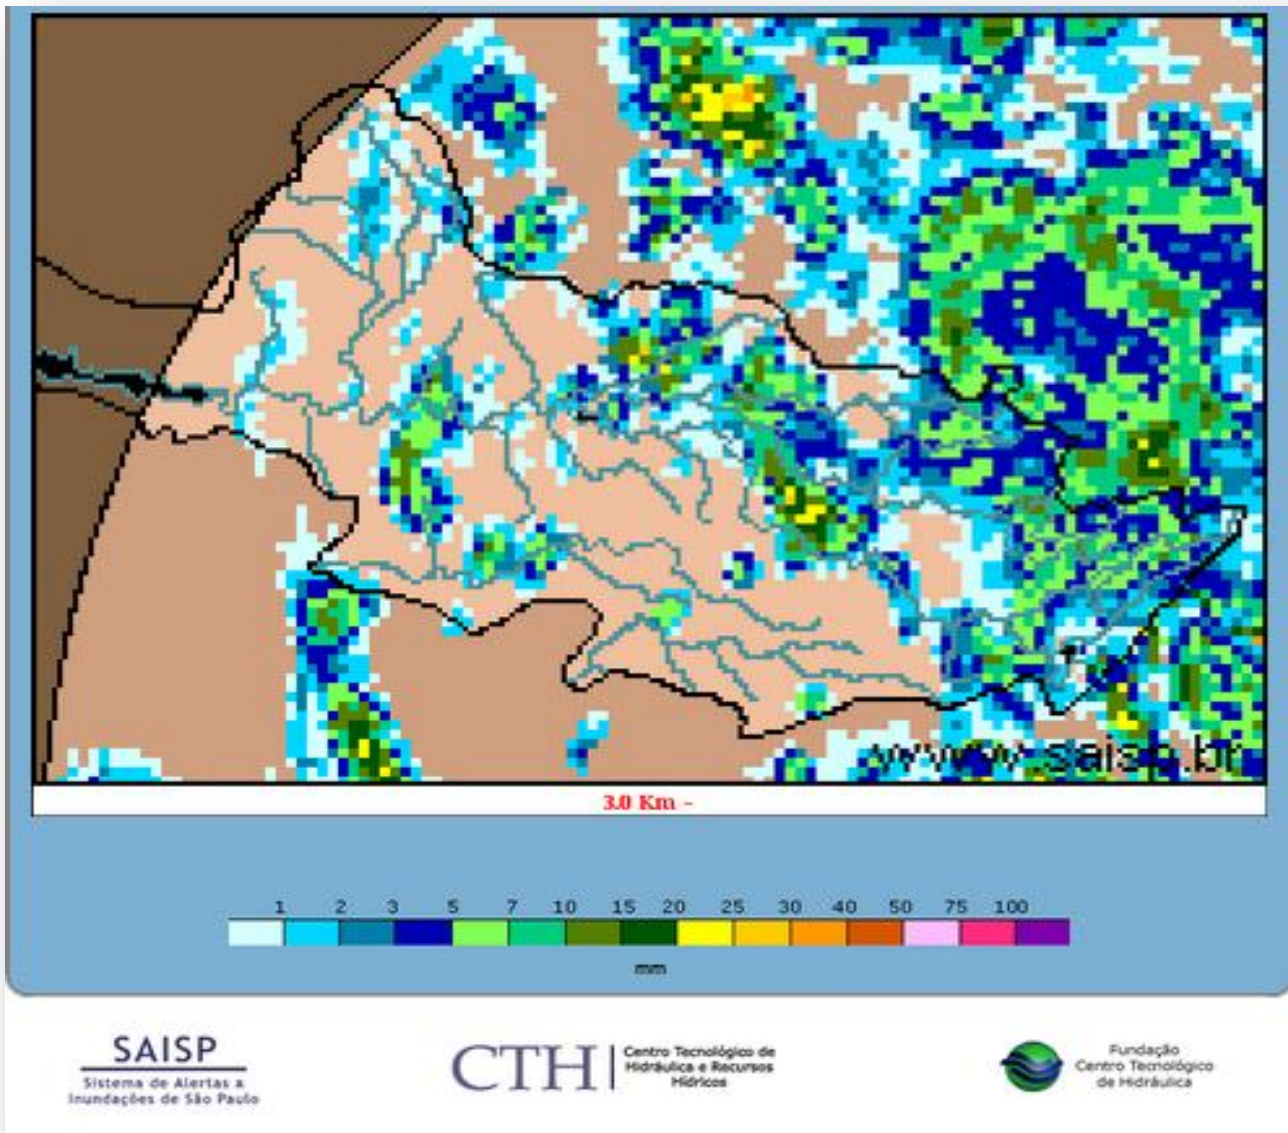 www.saisp.br
3.0 Km -
1 2 3 5 7 10 15 20 25 30 40 50 75 100
mm
SAISP
Sistema de Alertas a
Inundações de São Paulo
CTH
Centro Tecnológico de
Hidráulica e Recursos
Hídricos
Fundação
Centro Tecnológico
de Hidráulica